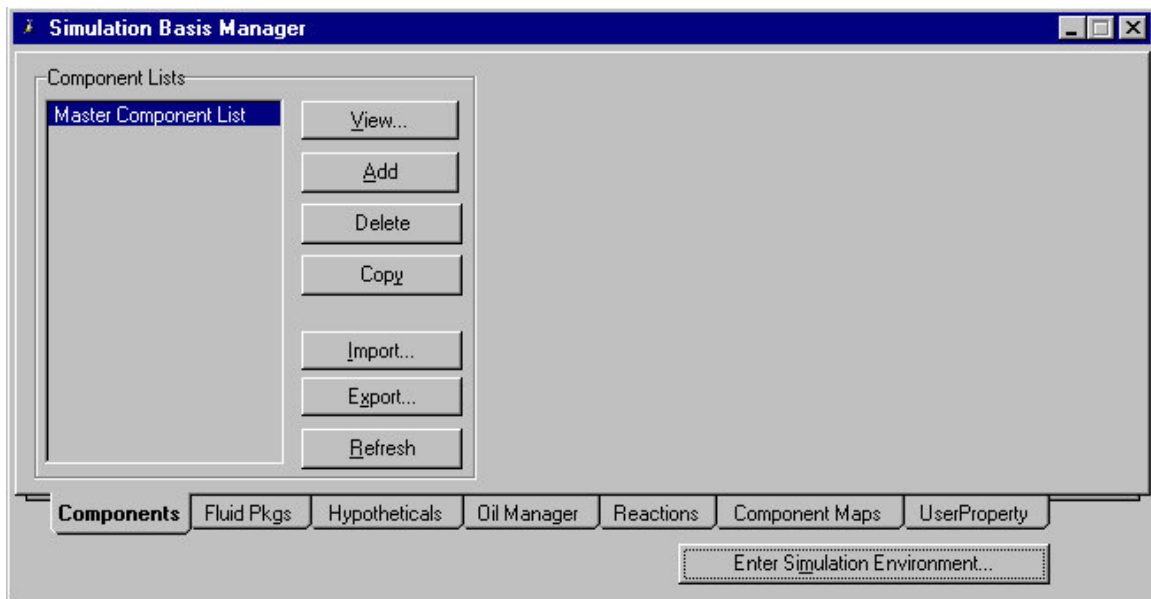 Simulation Basis Manager
Component Lists
Master Component List
View...
Add
Delete
Copy
Import...
Export...
Refresh
Components Fluid Pkgs Hypotheticals Oil Manager Reactions Component Maps UserProperty
Enter Simulation Environment...